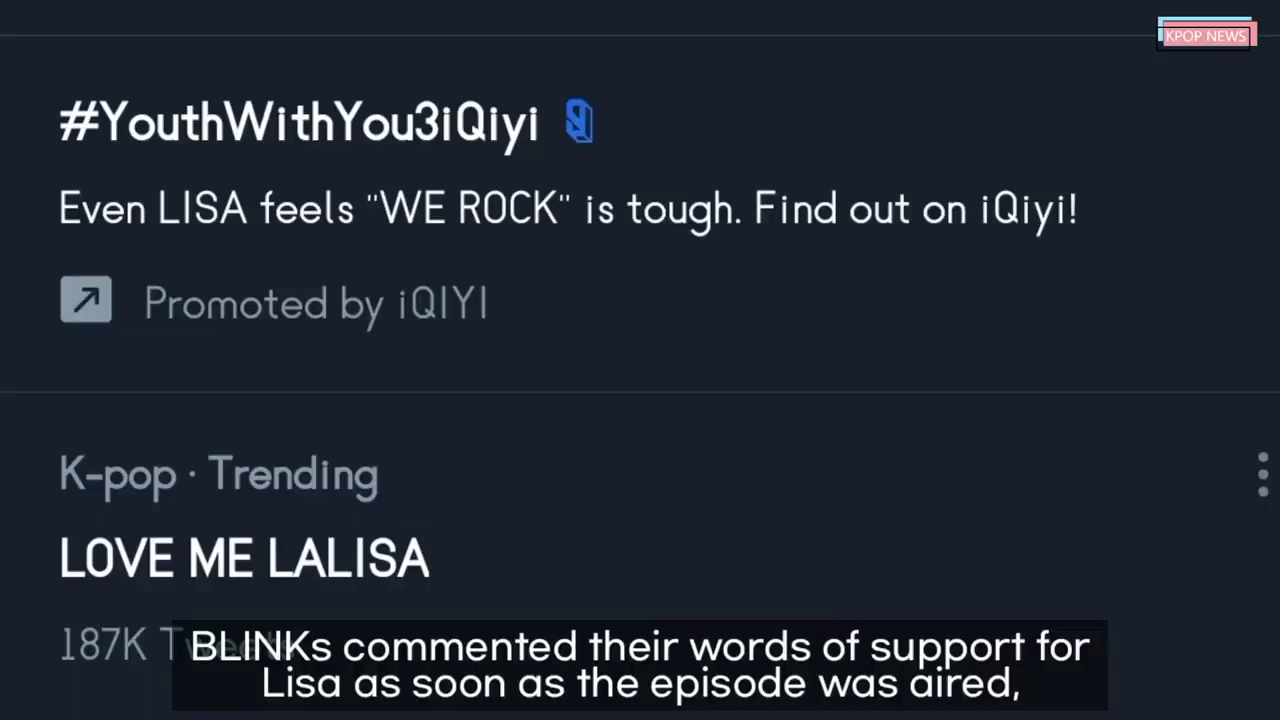 KPOP NEWS
#YouthWithYou3iQiyi
Even LISA feels "WE ROCK" is tough. Find out on iQiyi!
Promoted by iQIYI
K-pop · Trending
LOVE ME LALISA
187K Tweets
BLINKs commented their words of support for
Lisa as soon as the episode was aired,